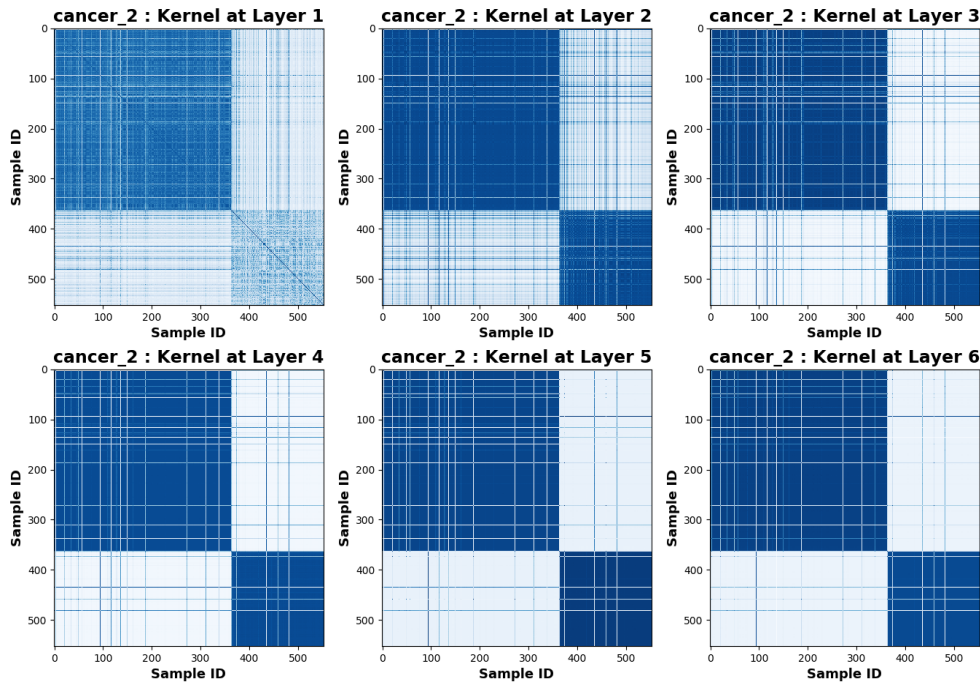 cancer_2 : Kernel at Layer 1
cancer_2 : Kernel at Layer 2
cancer_2 : Kernel at Layer 3
0
100
200
300
400
500
Sample ID
0 100 200 300 400 500
Sample ID
0
100
200
300
400
500
Sample ID
0 100 200 300 400 500
Sample ID
0
100
200
300
400
500
Sample ID
0 100 200 300 400 500
Sample ID
cancer_2 : Kernel at Layer 4
cancer_2 : Kernel at Layer 5
cancer_2 : Kernel at Layer 6
0
100
200
300
400
500
Sample ID
0 100 200 300 400 500
Sample ID
0
100
200
300
400
500
Sample ID
0 100 200 300 400 500
Sample ID
0
100
200
300
400
500
Sample ID
0 100 200 300 400 500
Sample ID